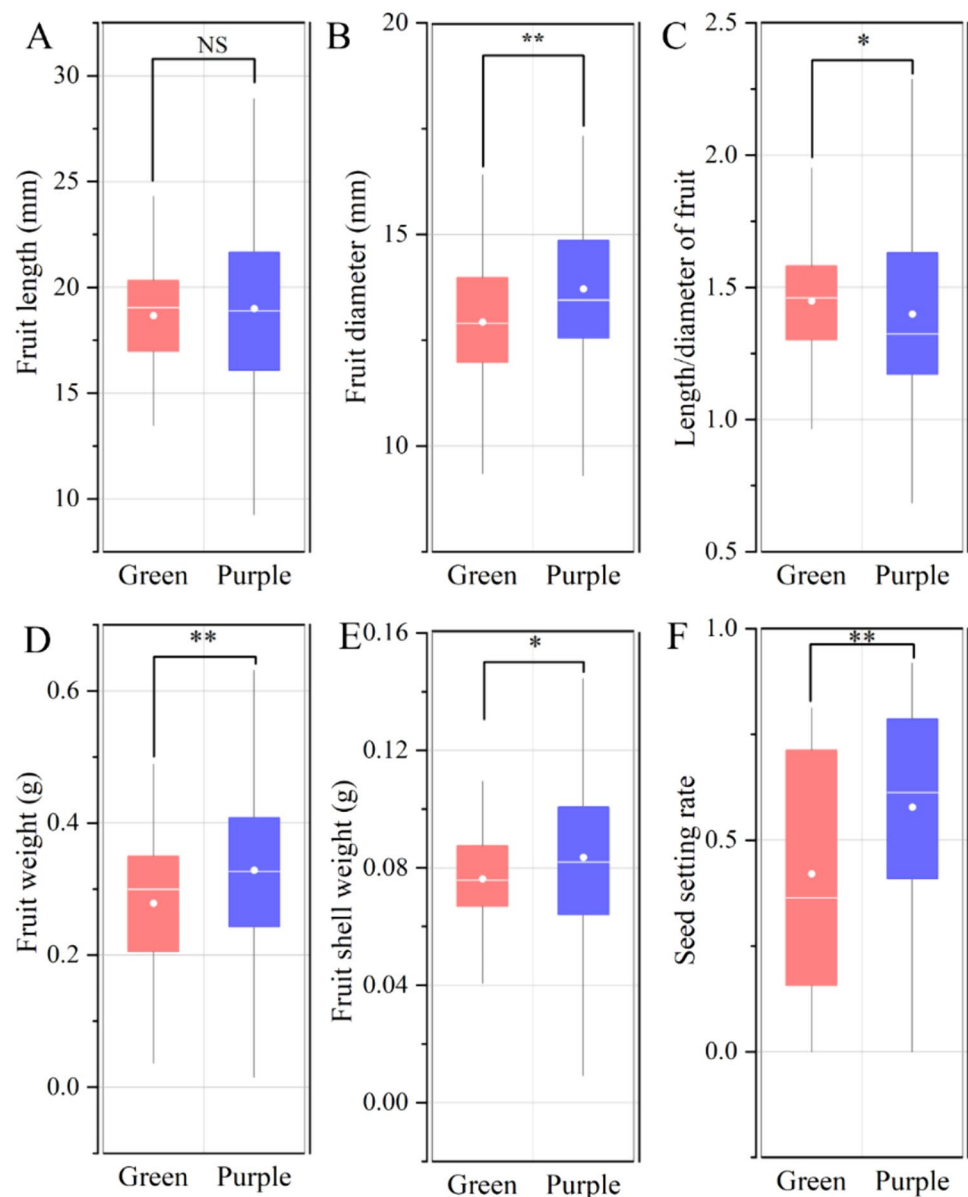 A
NS
30
25
20
15
10
Fruit length (mm)
Green Purple
B
**
20
15
10
Fruit diameter (mm)
Green Purple
C
*
2.5
2.0
1.5
1.0
0.5
Length/diameter of fruit
Green Purple
D
**
0.6
0.4
0.2
0.0
Fruit weight (g)
Green Purple
E
*
0.16
0.12
0.08
0.04
0.00
Fruit shell weight (g)
Green Purple
F
**
1.0
0.5
0.0
Seed seting rate
Green Purple